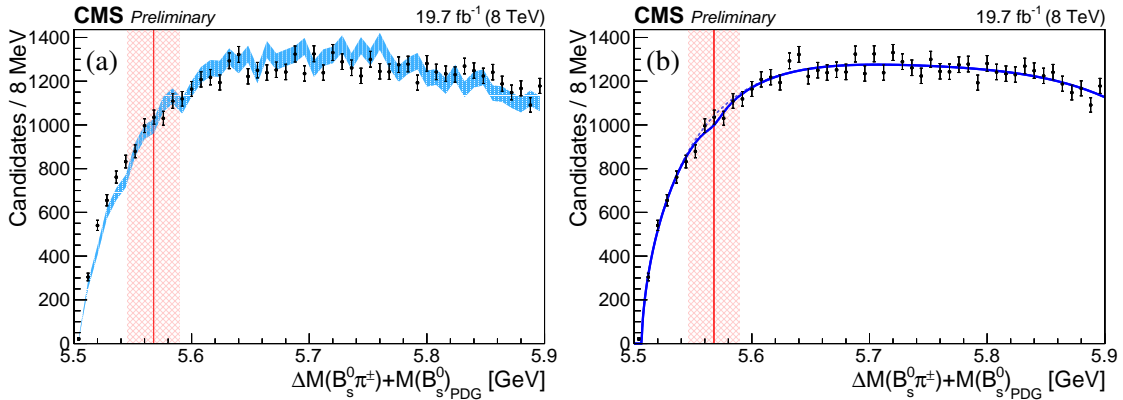 CMS Preliminary 19.7 fb⁻¹ (8 TeV)
(a)
Candidates / 8 MeV
1400
1200
1000
800
600
400
200
0
5.5 5.6 5.7 5.8 5.9
ΔM(B⁰ₛπ±)+M(B⁰ₛ)PDG [GeV]
CMS Preliminary 19.7 fb⁻¹ (8 TeV)
(b)
Candidates / 8 MeV
1400
1200
1000
800
600
400
200
0
5.5 5.6 5.7 5.8 5.9
ΔM(B⁰ₛπ±)+M(B⁰ₛ)PDG [GeV]